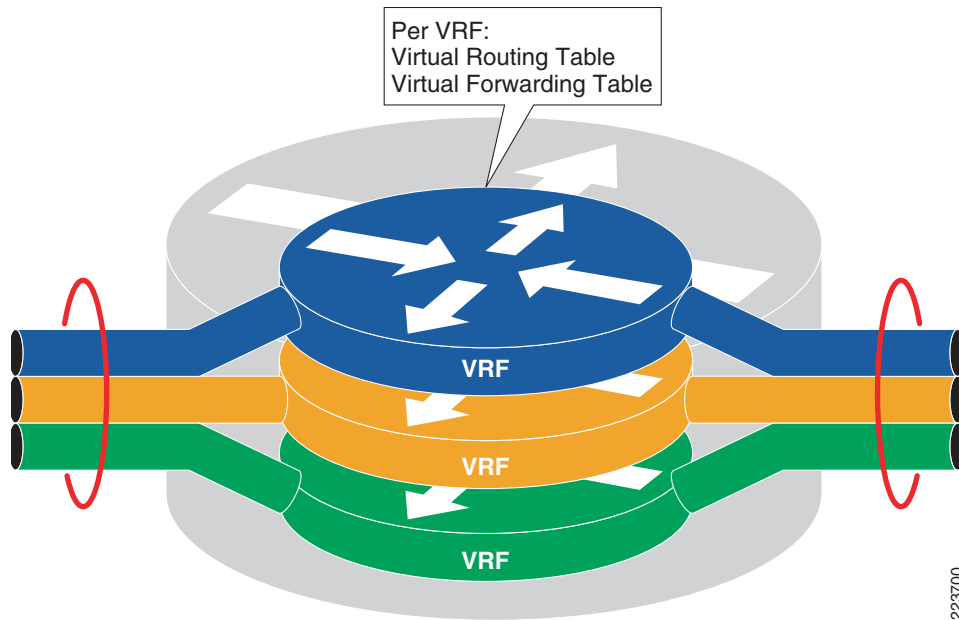 Per VRF:
Virtual Routing Table
Virtual Forwarding Table
VRF
VRF
VRF
223700